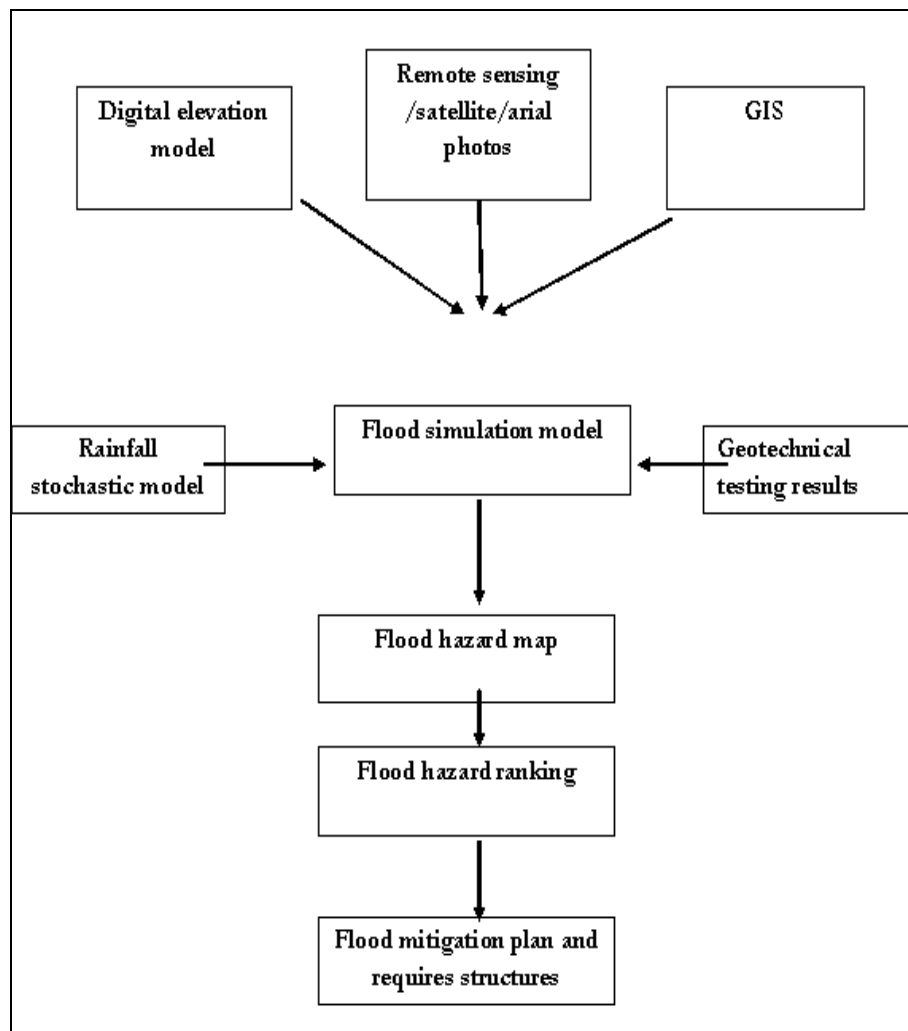 Digital elevation
model
Remote sensing
/satellite/arial
photos
GIS
Rainfall
stochastic model
Flood simulation model
Geotechnical
testing results
Flood hazard map
Flood hazard ranking
Flood mitigation plan and
requires structures